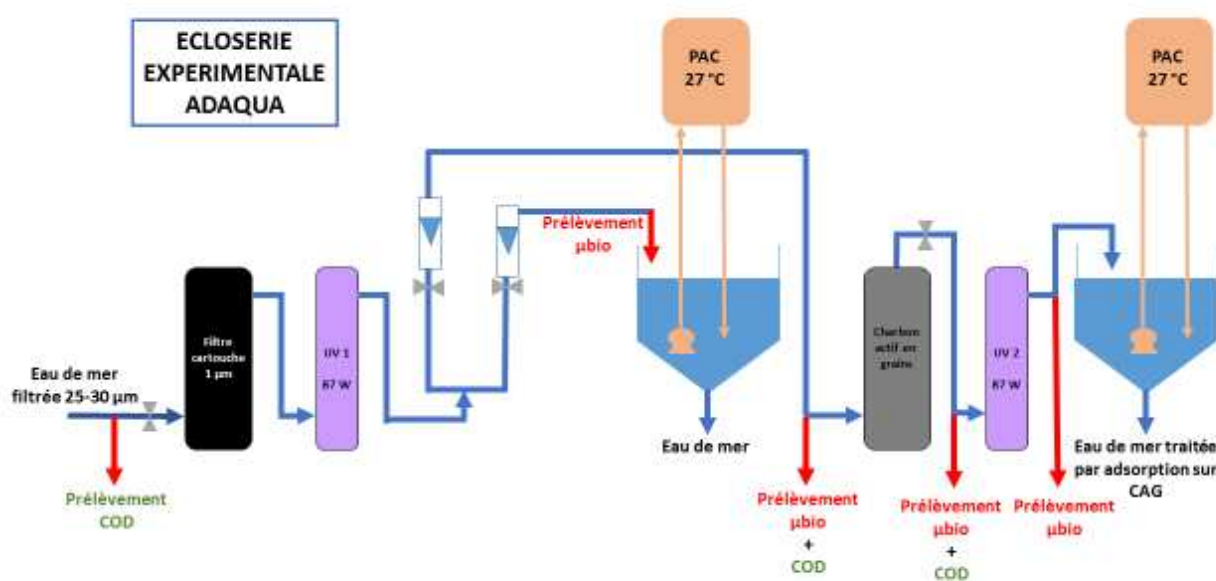 ECLOSERIE
EXPERIMENTALE
ADAQUA
PAC
27 °C
PAC
27 °C
Prélèvement
µbio
Filtre
cartouche
1 µm
UV 1
87 W
Charbon
actif en
grains
UV 2
87 W
Eau de mer
filtrée 25-30 µm
Eau de mer
Eau de mer traitée
par adsorption sur
CAG
Prélèvement
COD
Prélèvement
µbio
+
COD
Prélèvement
µbio
+
COD
Prélèvement
µbio